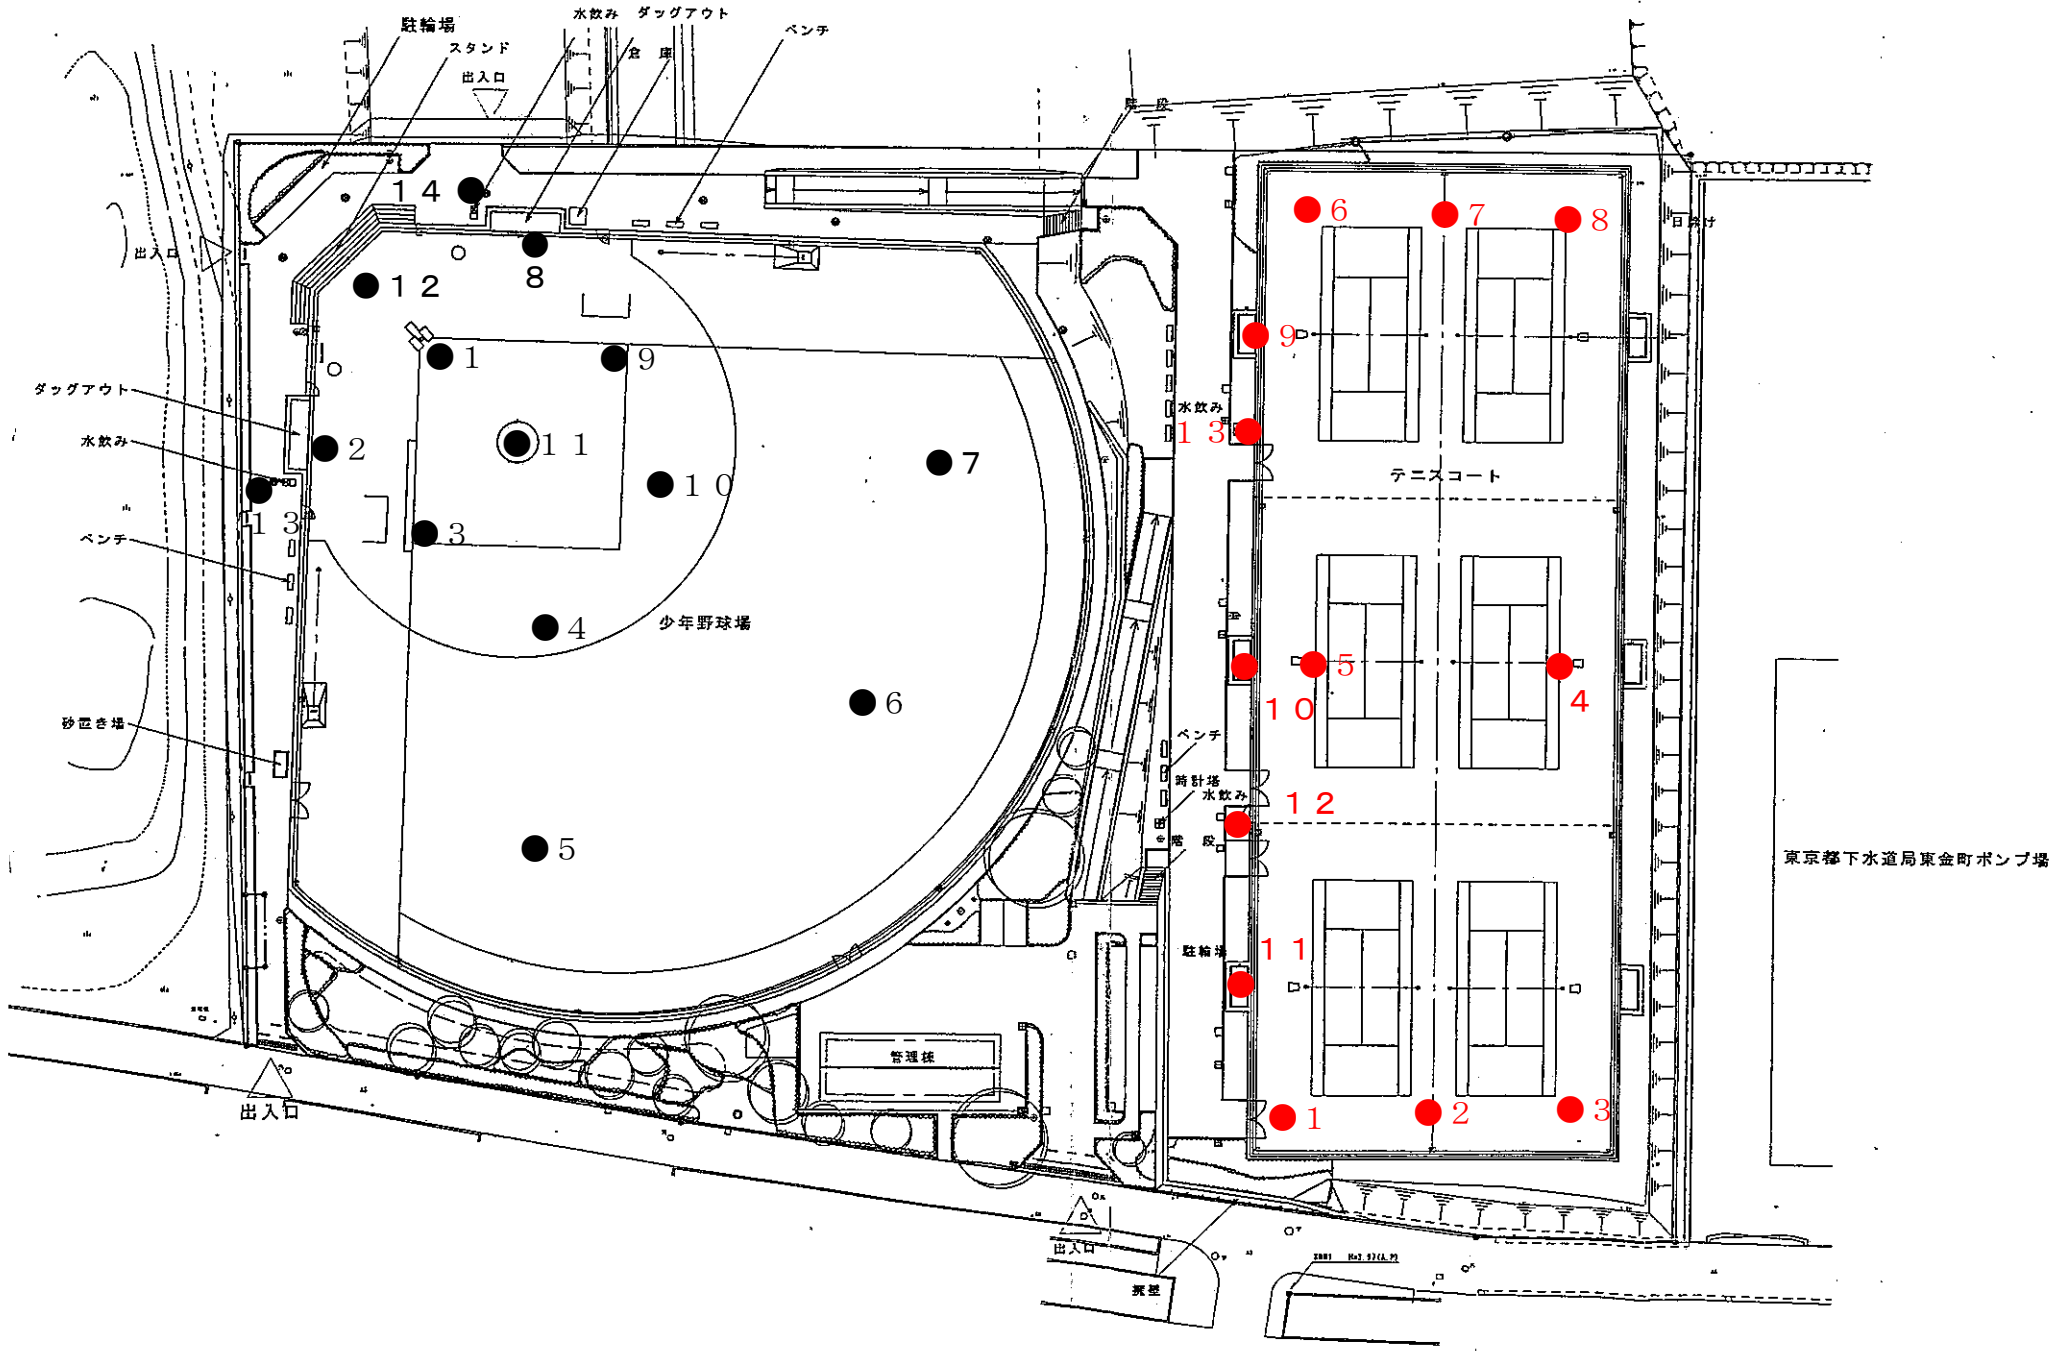 水飲み
ダッグアウト
駐輪場
ベンチ
スタンド
倉 庫
出入口
階 段
14
6
7
8
日除け
出入口
8
12
9
1
9
水飲み
ダッグアウト
13
水飲み
2
11
7
テニスコート
10
13
3
ベンチ
4
少年野球場
5
10
4
6
砂置き場
ベンチ
時計塔
水飲み
12
階 段
5
東京都下水道局東金町ポンプ場
11
駐輪場
管理棟
出入口
1
2
3
出入口
擁壁